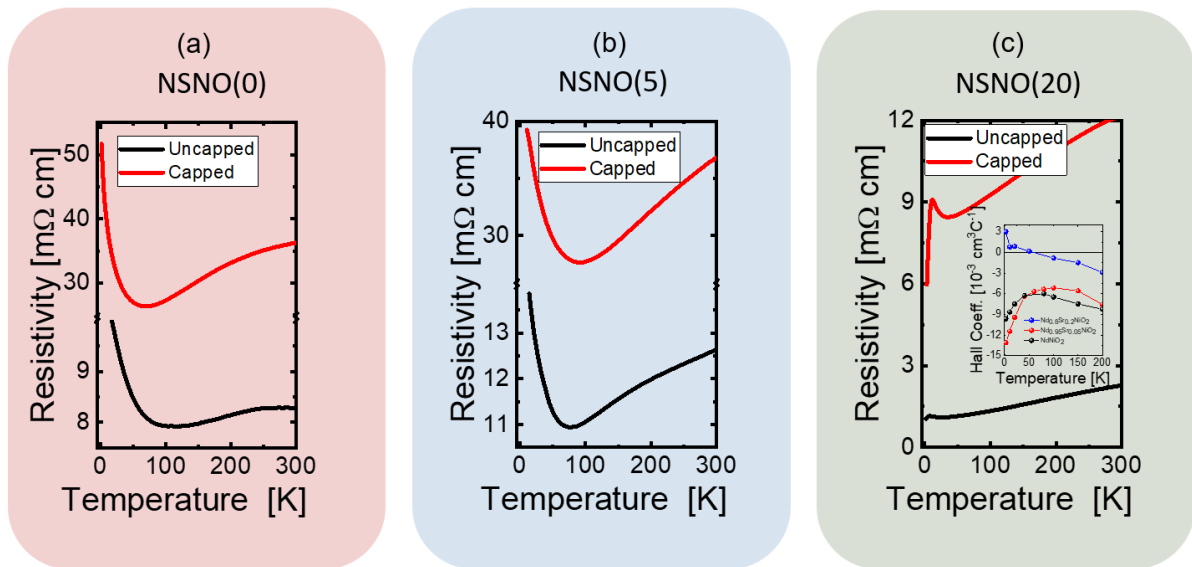 (a)
NSNO(0)
Uncapped
Capped
50
40
30
9
8
0 100 200 300
Resistivity [mΩ cm]
Temperature [K]
(b)
NSNO(5)
Uncapped
Capped
40
30
13
12
11
0 100 200 300
Resistivity [mΩ cm]
Temperature [K]
(c)
NSNO(20)
Uncapped
Capped
12
9
6
3
0
0 100 200 300
Resistivity [mΩ cm]
Temperature [K]
3
0
-3
-6
-9
-12
-15
0 50 100 150 200
Hall Coeff. [10⁻³ cm³C⁻¹]
Temperature [K]
Nd₀.₈Sr₀.₂NiO₂
Nd₀.₉₅Sr₀.₀₅NiO₂
NdNiO₂